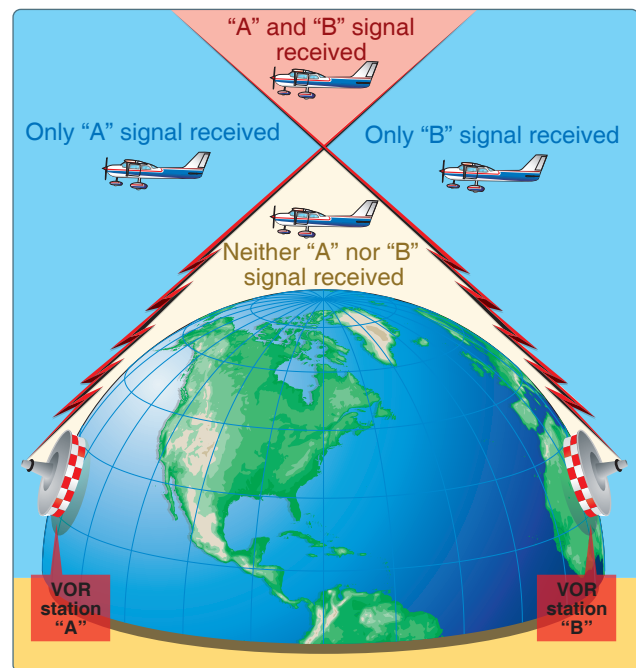 “A” and “B” signal
received
Only “A” signal received
Only “B” signal received
Neither “A” nor “B”
signal received
VOR
station
“A”
VOR
station
“B”